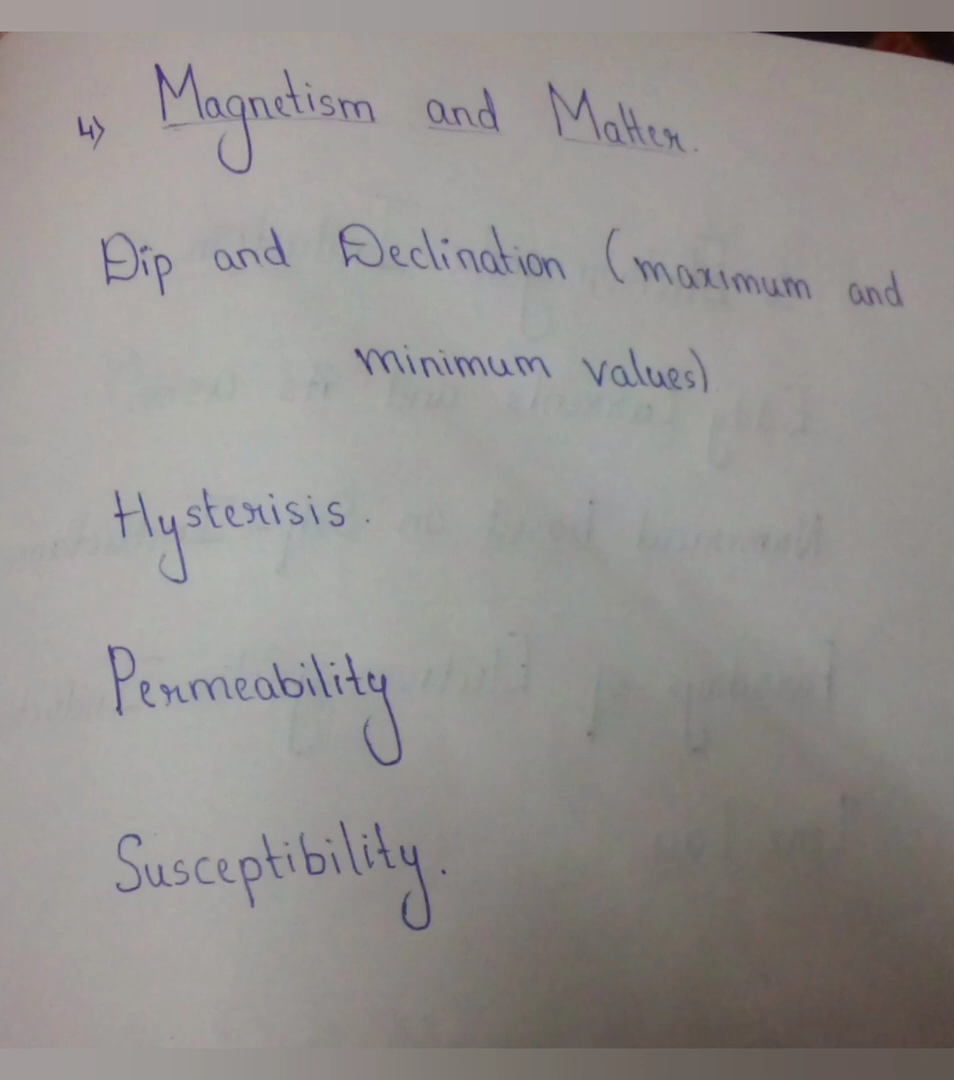 4) Magnetism and Matter.
Dip and Declination (maximum and
minimum values)
Hysterisis.
Permeability
Susceptibility.